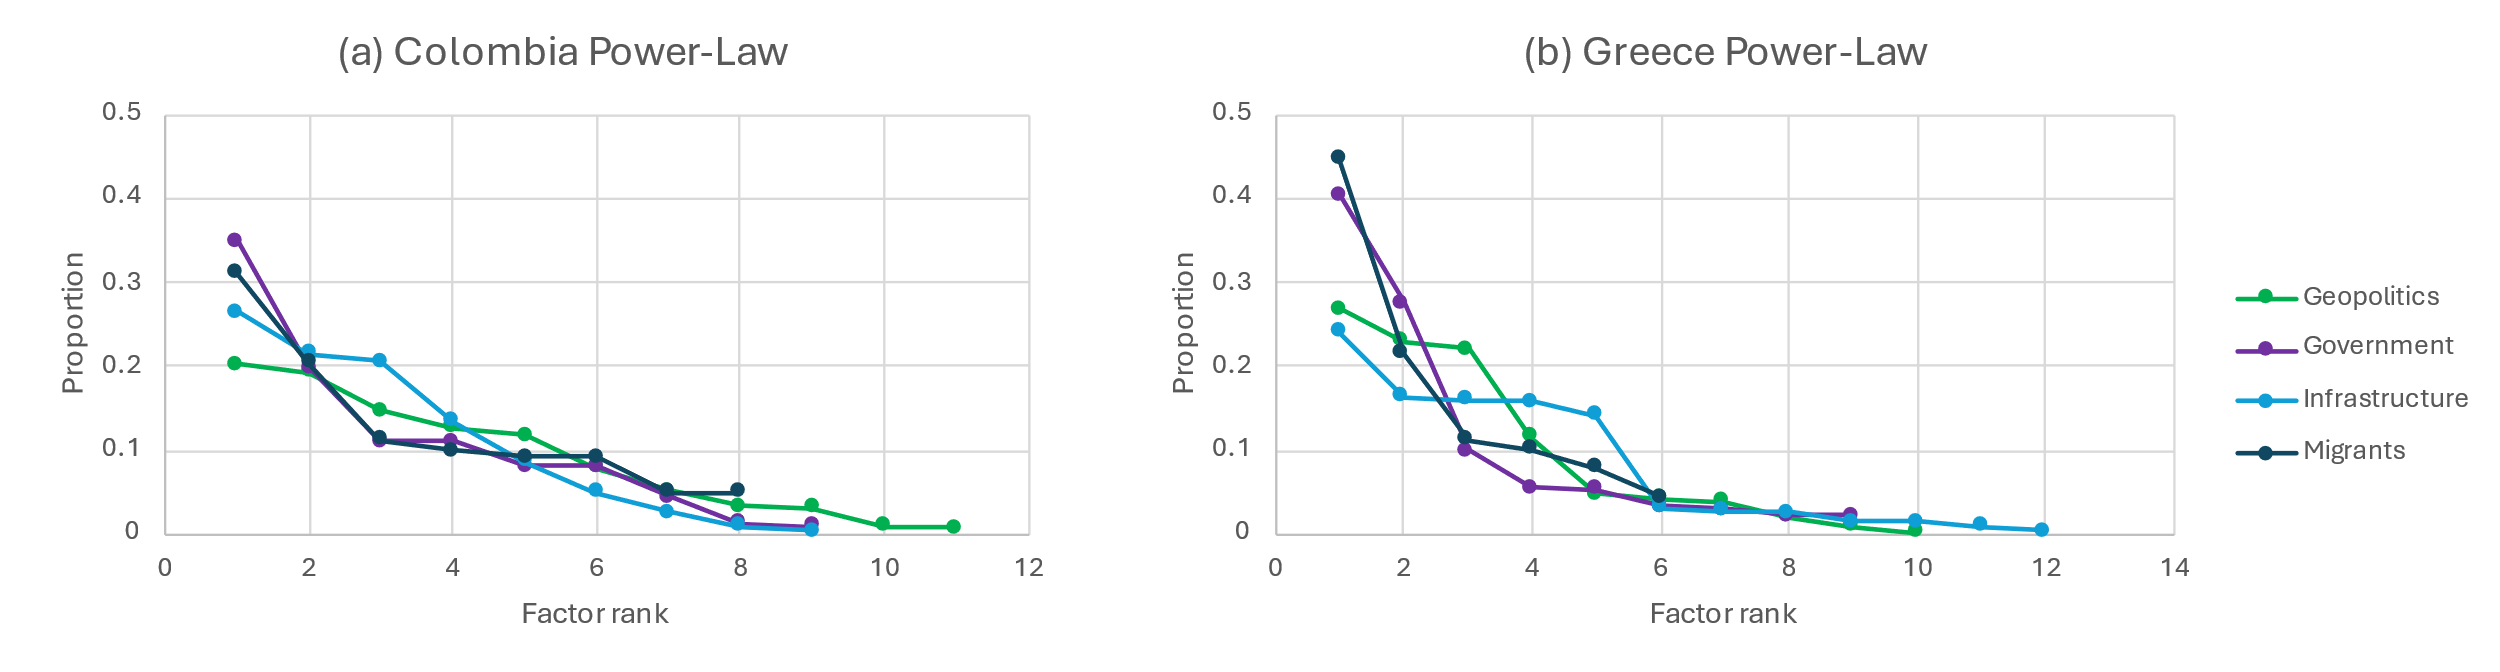 (a) Colombia Power-Law
0.5
0.4
0.3
0.2
0.1
0
Proportion
0 2 4 6 8 10 12
Factor rank
(b) Greece Power-Law
0.5
0.4
0.3
0.2
0.1
0
Proportion
0 2 4 6 8 10 12 14
Factor rank
Geopolitics
Government
Infrastructure
Migrants